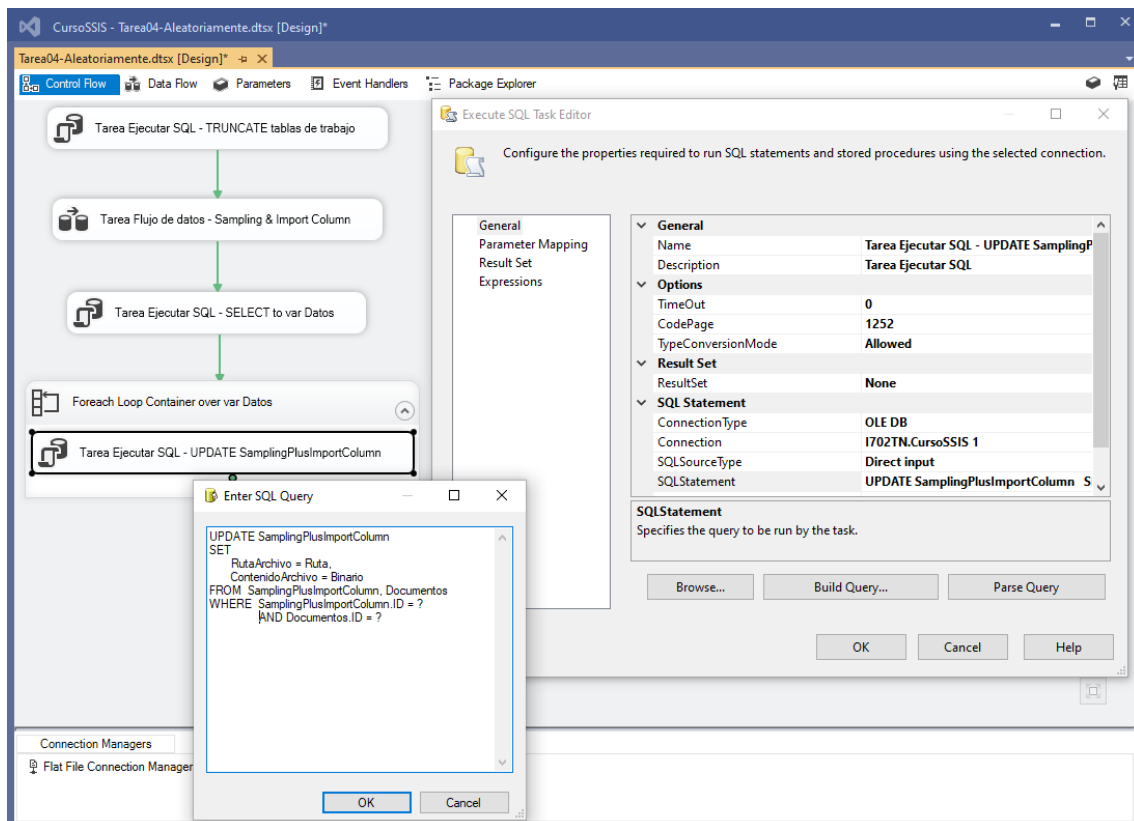 CursoSSIS - Tarea04-Aleatoriamente.dtsx [Design]*
Tarea04-Aleatoriamente.dtsx [Design]*
Control Flow Data Flow Parameters Event Handlers Package Explorer
Tarea Ejecutar SQL - TRUNCATE tablas de trabajo
Tarea Flujo de datos - Sampling & Import Column
Tarea Ejecutar SQL - SELECT to var Datos
Foreach Loop Container over var Datos
Tarea Ejecutar SQL - UPDATE SamplingPlusImportColumn
Execute SQL Task Editor
Configure the properties required to run SQL statements and stored procedures using the selected connection.
General
Parameter Mapping
Result Set
Expressions
General
Name Tarea Ejecutar SQL - UPDATE SamplingP
Description Tarea Ejecutar SQL
Options
TimeOut 0
CodePage 1252
TypeConversionMode Allowed
Result Set
ResultSet None
SQL Statement
ConnectionType OLE DB
Connection I702TN.CursoSSIS 1
SQLSourceType Direct input
SQLStatement UPDATE SamplingPlusImportColumn S
SQLStatement
Specifies the query to be run by the task.
Browse... Build Query... Parse Query
OK Cancel Help
Enter SQL Query
UPDATE SamplingPlusImportColumn
SET
RutaArchivo = Ruta,
ContenidoArchivo = Binario
FROM SamplingPlusImportColumn, Documentos
WHERE SamplingPlusImportColumn.ID = ?
AND Documentos.ID = ?
OK Cancel
Connection Managers
Flat File Connection Manager